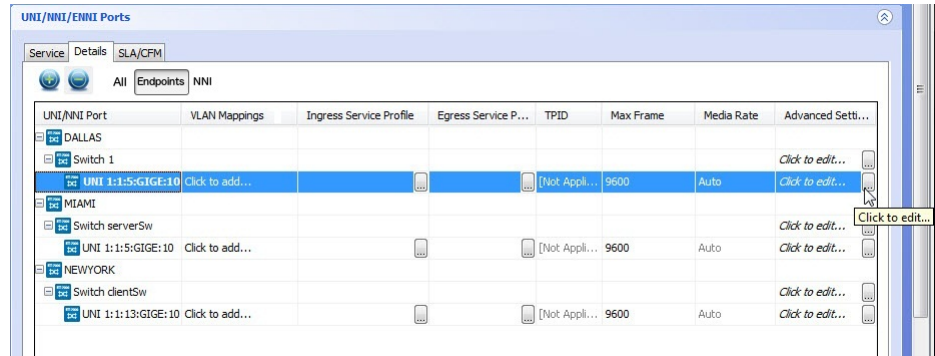 UNI/NNI/ENNI Ports
Service Details SLA/CFM
All Endpoints NNI
UNI/NNI Port VLAN Mappings Ingress Service Profile Egress Service P... TPID Max Frame Media Rate Advanced Setti...
DALLAS
Switch 1 Click to edit... ...
UNI 1:1:5:GIGE:10 Click to add... ... ... [Not Appli... 9600 Auto Click to edit... ...
MIAMI
Click to edit...
Switch serverSw Click to edit... ...
UNI 1:1:5:GIGE:10 Click to add... ... ... [Not Appli... 9600 Auto Click to edit... ...
NEWYORK
Switch clientSw Click to edit... ...
UNI 1:1:13:GIGE:10 Click to add... ... ... [Not Appli... 9600 Auto Click to edit... ...